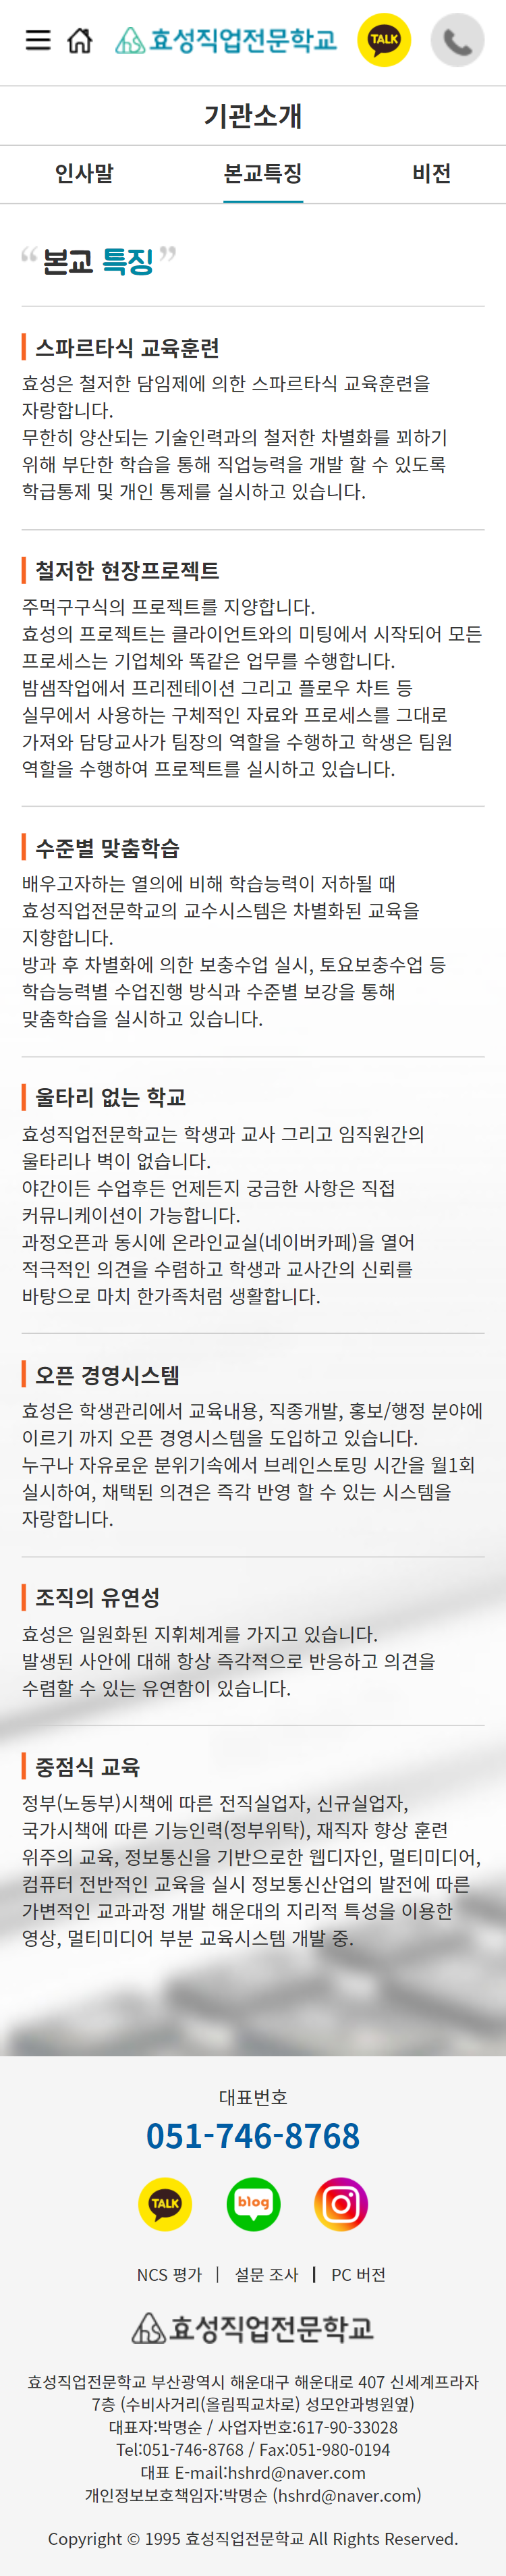 효성직업전문학교
TALK
기관소개
인사말 본교특징 비전
“본교 특징”
스파르타식 교육훈련
효성은 철저한 담임제에 의한 스파르타식 교육훈련을
자랑합니다.
무한히 양산되는 기술인력과의 철저한 차별화를 꾀하기
위해 부단한 학습을 통해 직업능력을 개발 할 수 있도록
학급통제 및 개인 통제를 실시하고 있습니다.
철저한 현장프로젝트
주먹구구식의 프로젝트를 지양합니다.
효성의 프로젝트는 클라이언트와의 미팅에서 시작되어 모든
프로세스는 기업체와 똑같은 업무를 수행합니다.
밤샘작업에서 프리젠테이션 그리고 플로우 차트 등
실무에서 사용하는 구체적인 자료와 프로세스를 그대로
가져와 담당교사가 팀장의 역할을 수행하고 학생은 팀원
역할을 수행하여 프로젝트를 실시하고 있습니다.
수준별 맞춤학습
배우고자하는 열의에 비해 학습능력이 저하될 때
효성직업전문학교의 교수시스템은 차별화된 교육을
지향합니다.
방과 후 차별화에 의한 보충수업 실시, 토요보충수업 등
학습능력별 수업진행 방식과 수준별 보강을 통해
맞춤학습을 실시하고 있습니다.
울타리 없는 학교
효성직업전문학교는 학생과 교사 그리고 임직원간의
울타리나 벽이 없습니다.
야간이든 수업후든 언제든지 궁금한 사항은 직접
커뮤니케이션이 가능합니다.
과정오픈과 동시에 온라인교실(네이버카페)을 열어
적극적인 의견을 수렴하고 학생과 교사간의 신뢰를
바탕으로 마치 한가족처럼 생활합니다.
오픈 경영시스템
효성은 학생관리에서 교육내용, 직종개발, 홍보/행정 분야에
이르기 까지 오픈 경영시스템을 도입하고 있습니다.
누구나 자유로운 분위기속에서 브레인스토밍 시간을 월1회
실시하여, 채택된 의견은 즉각 반영 할 수 있는 시스템을
자랑합니다.
조직의 유연성
효성은 일원화된 지휘체계를 가지고 있습니다.
발생된 사안에 대해 항상 즉각적으로 반응하고 의견을
수렴할 수 있는 유연함이 있습니다.
중점식 교육
정부(노동부)시책에 따른 전직실업자, 신규실업자,
국가시책에 따른 기능인력(정부위탁), 재직자 향상 훈련
위주의 교육, 정보통신을 기반으로한 웹디자인, 멀티미디어,
컴퓨터 전반적인 교육을 실시 정보통신산업의 발전에 따른
가변적인 교과과정 개발 해운대의 지리적 특성을 이용한
영상, 멀티미디어 부분 교육시스템 개발 중.
대표번호
051-746-8768
TALK blog
NCS 평가 | 설문 조사 | PC 버전
hs 효성직업전문학교
효성직업전문학교 부산광역시 해운대구 해운대로 407 신세계프라자
7층 (수비사거리(올림픽교차로) 성모안과병원옆)
대표자:박명순 / 사업자번호:617-90-33028
Tel:051-746-8768 / Fax:051-980-0194
대표 E-mail:hshrd@naver.com
개인정보보호책임자:박명순 (hshrd@naver.com)
Copyright © 1995 효성직업전문학교 All Rights Reserved.